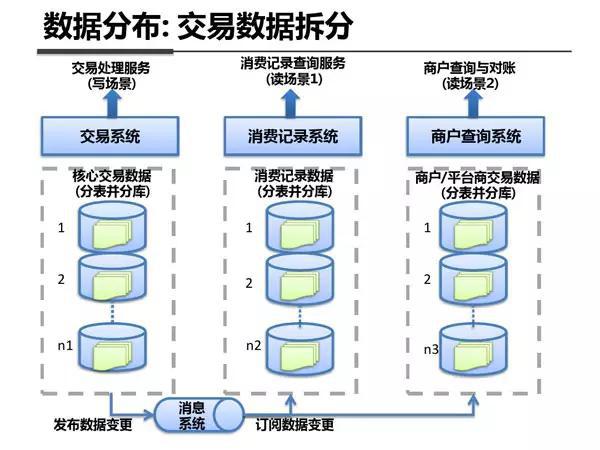 数据分布: 交易数据拆分
交易处理服务
(写场景)
消费记录查询服务
(读场景1)
商户查询与对账
(读场景2)
交易系统
消费记录系统
商户查询系统
核心交易数据
(分表并分库)
消费记录数据
(分表并分库)
商户/平台商交易数据
(分表并分库)
1
1
1
2
2
2
n1
n2
n3
发布数据变更
消息
系统
订阅数据变更